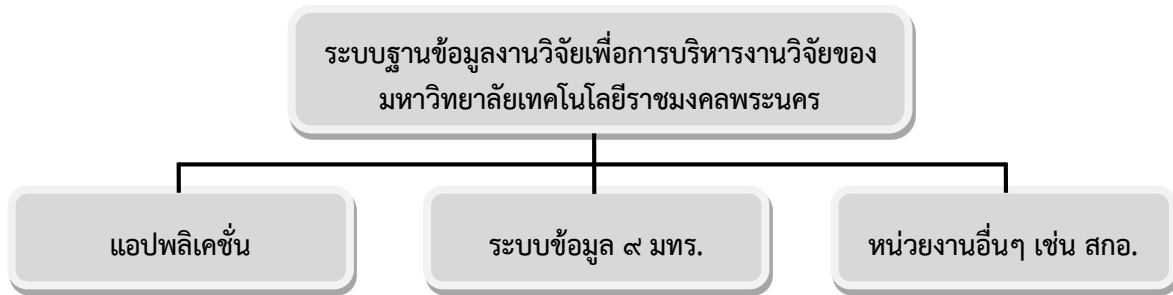 ระบบฐานข้อมูลงานวิจัยเพื่อการบริหารงานวิจัยของ
มหาวิทยาลัยเทคโนโลยีราชมงคลพระนคร
แอปพลิเคชั่น
ระบบข้อมูล ๙ มทร.
หน่วยงานอื่นๆ เช่น สกอ.